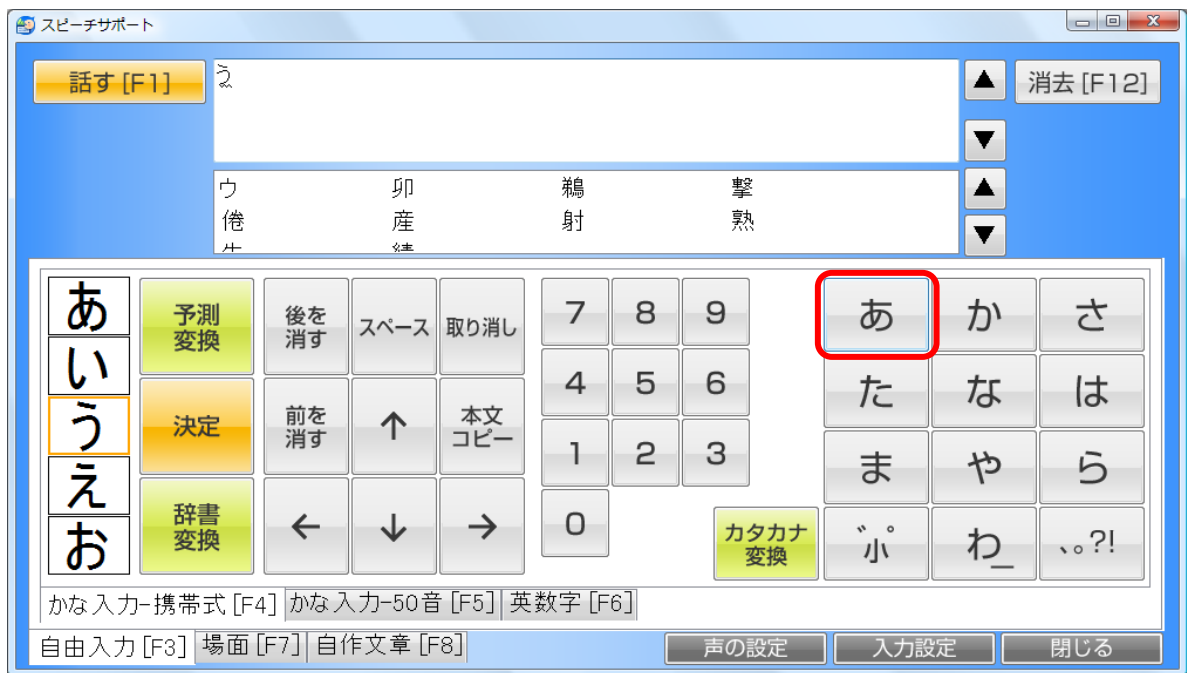 スピーチサポート
話す [F1]
う
▲
消去 [F12]
▼
ウ 卯 鵜 撃
▲
倦 産 射 熟
▼
あ
い
う
え
お
予測
変換
後を
消す
スペース
取り消し
決定
前を
消す
↑
本文
コピー
辞書
変換
←
↓
→
7 8 9
4 5 6
1 2 3
0
カタカナ
変換
あ か さ
た な は
ま や ら
゛゜小 わ_ 、。?!
かな入力-携帯式 [F4] かな入力-50音 [F5] 英数字 [F6]
自由入力 [F3] 場面 [F7] 自作文章 [F8] 声の設定 入力設定 閉じる